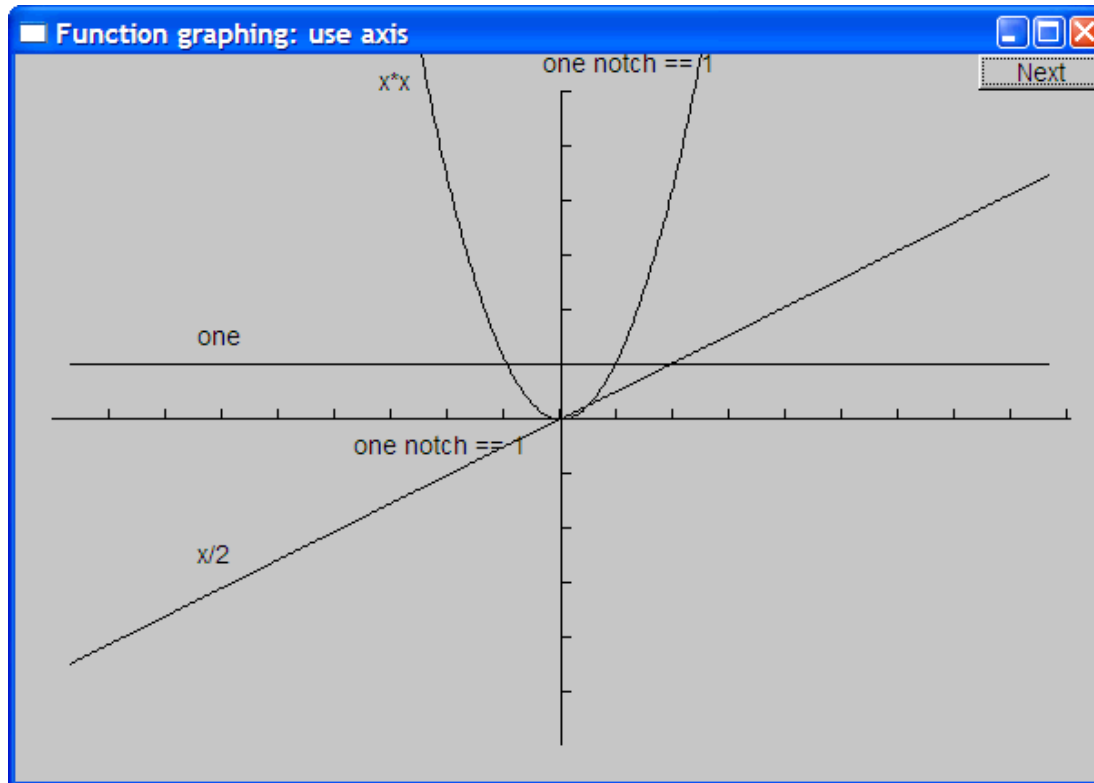 Function graphing: use axis
one notch == 1
Next
x*x
one
one notch == 1
x/2